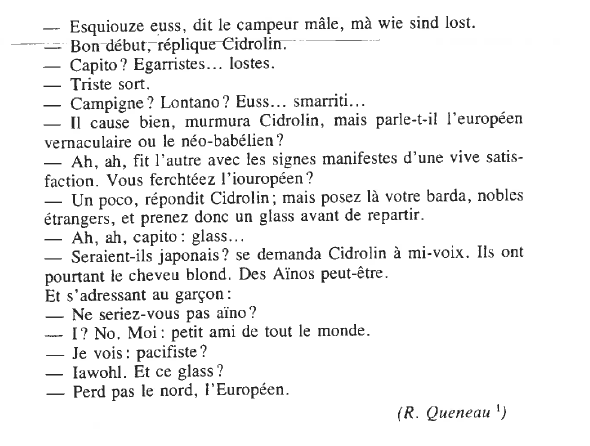 — Esquiouze euss, dit le campeur mâle, mà wie sind lost.
— Bon début, réplique Cidrolin.
— Capito? Egarristes... lostes.
— Triste sort.
— Campigne? Lontano? Euss... smarriti...
— Il cause bien, murmura Cidrolin, mais parle-t-il l'européen
vernaculaire ou le néo-babélien?
— Ah, ah, fit l'autre avec les signes manifestes d'une vive satis-
faction. Vous ferchtéez l'iouropéen?
— Un poco, répondit Cidrolin; mais posez là votre barda, nobles
étrangers, et prenez donc un glass avant de repartir.
— Ah, ah, capito : glass...
— Seraient-ils japonais? se demanda Cidrolin à mi-voix. Ils ont
pourtant le cheveu blond. Des Aïnos peut-être.
Et s'adressant au garçon :
— Ne seriez-vous pas aïno?
— I? No. Moi : petit ami de tout le monde.
— Je vois : pacifiste?
— Iawohl. Et ce glass?
— Perd pas le nord, l'Européen.
(R. Queneau ¹)